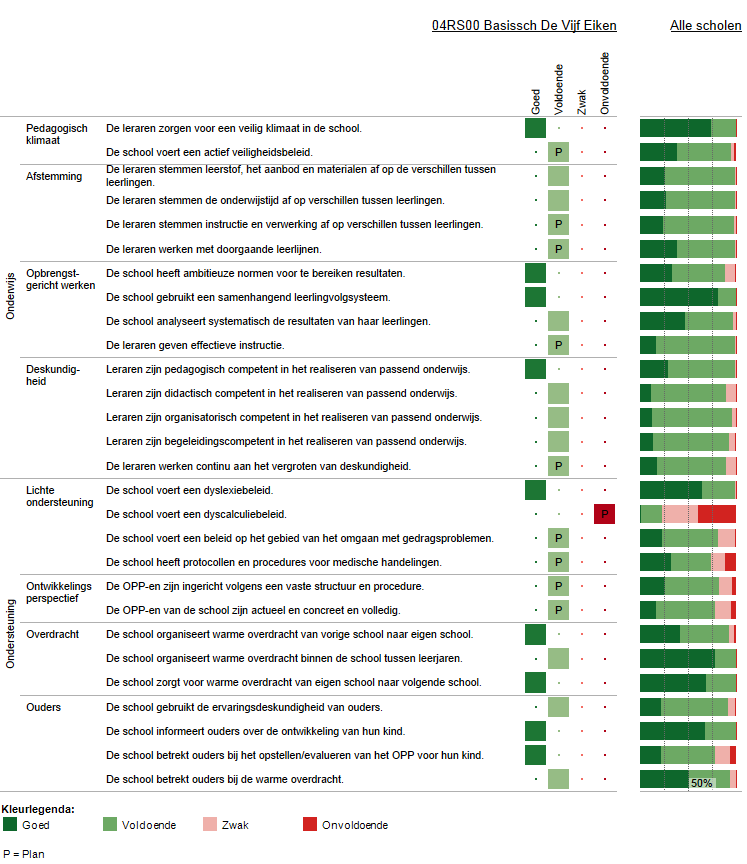 04RS00 Basissch De Vijf Eiken
Alle scholen
Goed
Voldoende
Zwak
Onvoldoende
Onderwijs
Pedagogisch
klimaat
De leraren zorgen voor een veilig klimaat in de school.
De school voert een actief veiligheidsbeleid.
P
Afstemming
De leraren stemmen leerstof, het aanbod en materialen af op de verschillen tussen
leerlingen.
De leraren stemmen de onderwijstijd af op verschillen tussen leerlingen.
De leraren stemmen instructie en verwerking af op verschillen tussen leerlingen.
P
De leraren werken met doorgaande leerlijnen.
P
Opbrengst-
gericht werken
De school heeft ambitieuze normen voor te bereiken resultaten.
De school gebruikt een samenhangend leerlingvolgsysteem.
De school analyseert systematisch de resultaten van haar leerlingen.
De leraren geven effectieve instructie.
P
Deskundig-
heid
Leraren zijn pedagogisch competent in het realiseren van passend onderwijs.
Leraren zijn didactisch competent in het realiseren van passend onderwijs.
Leraren zijn organisatorisch competent in het realiseren van passend onderwijs.
Leraren zijn begeleidingscompetent in het realiseren van passend onderwijs.
De leraren werken continu aan het vergroten van deskundigheid.
P
Ondersteuning
Lichte
ondersteuning
De school voert een dyslexiebeleid.
De school voert een dyscalculiebeleid.
P
De school voert een beleid op het gebied van het omgaan met gedragsproblemen.
P
De school heeft protocollen en procedures voor medische handelingen.
P
Ontwikkelings
perspectief
De OPP-en zijn ingericht volgens een vaste structuur en procedure.
P
De OPP-en van de school zijn actueel en concreet en volledig.
P
Overdracht
De school organiseert warme overdracht van vorige school naar eigen school.
De school organiseert warme overdracht binnen de school tussen leerjaren.
De school zorgt voor warme overdracht van eigen school naar volgende school.
Ouders
De school gebruikt de ervaringsdeskundigheid van ouders.
De school informeert ouders over de ontwikkeling van hun kind.
De school betrekt ouders bij het opstellen/evalueren van het OPP voor hun kind.
De school betrekt ouders bij de warme overdracht.
50%
Kleurlegenda:
Goed
Voldoende
Zwak
Onvoldoende
P = Plan